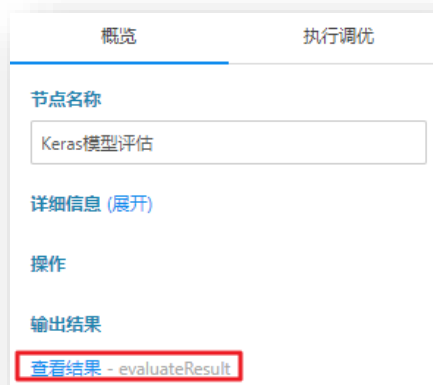 概览 执行调优
节点名称
Keras模型评估
详细信息 (展开)
操作
输出结果
查看结果 - evaluateResult